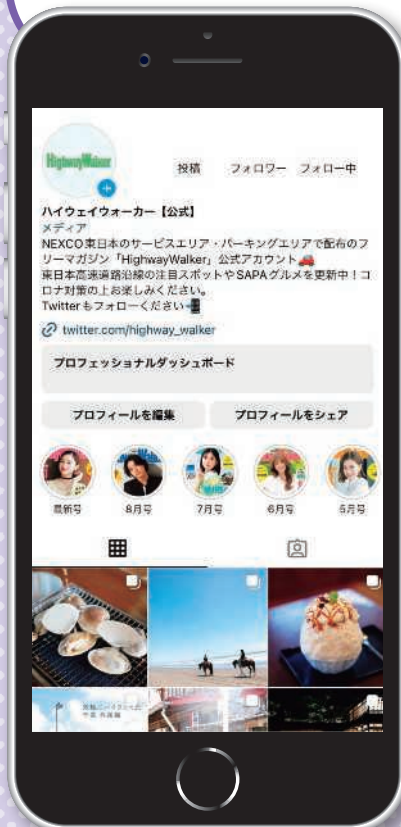 HighwayWalker
投稿 フォロワー フォロー中
ハイウェイウォーカー【公式】
メディア
NEXCO東日本のサービスエリア・パーキングエリアで配布のフ
リーマガジン「HighwayWalker」公式アカウント🚗
東日本高速道路沿線の注目スポットやSAPAグルメを更新中！コ
ロナ対策の上お楽しみください。
Twitterもフォローください📲
twitter.com/highway_walker
プロフェッショナルダッシュボード
プロフィールを編集 プロフィールをシェア
最新号 8月号 7月号 6月号 5月号